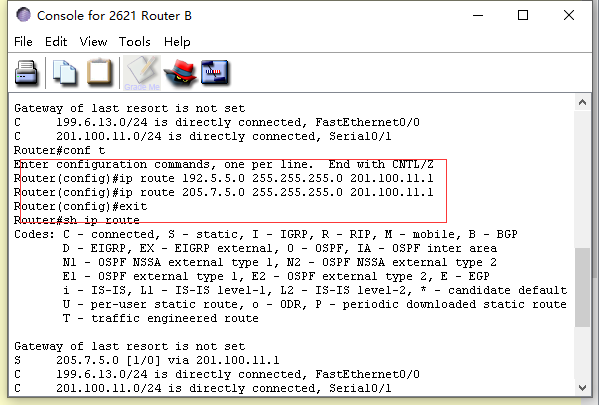 Console for 2621 Router B
File Edit View Tools Help
Gateway of last resort is not set
C 199.6.13.0/24 is directly connected, FastEthernet0/0
C 201.100.11.0/24 is directly connected, Serial0/1
Router#conf t
Enter configuration commands, one per line. End with CNTL/Z
Router(config)#ip route 192.5.5.0 255.255.255.0 201.100.11.1
Router(config)#ip route 205.7.5.0 255.255.255.0 201.100.11.1
Router(config)#exit
Router#sh ip route
Codes: C - connected, S - static, I - IGRP, R - RIP, M - mobile, B - BGP
D - EIGRP, EX - EIGRP external, O - OSPF, IA - OSPF inter area
N1 - OSPF NSSA external type 1, N2 - OSPF NSSA external type 2
E1 - OSPF external type 1, E2 - OSPF external type 2, E - EGP
i - IS-IS, L1 - IS-IS level-1, L2 - IS-IS level-2, * - candidate default
U - per-user static route, o - ODR, P - periodic downloaded static route
T - traffic engineered route
Gateway of last resort is not set
S 205.7.5.0 [1/0] via 201.100.11.1
C 199.6.13.0/24 is directly connected, FastEthernet0/0
C 201.100.11.0/24 is directly connected, Serial0/1